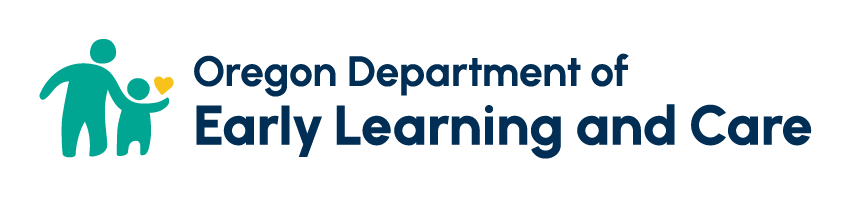 Oregon Department of
Early Learning and Care